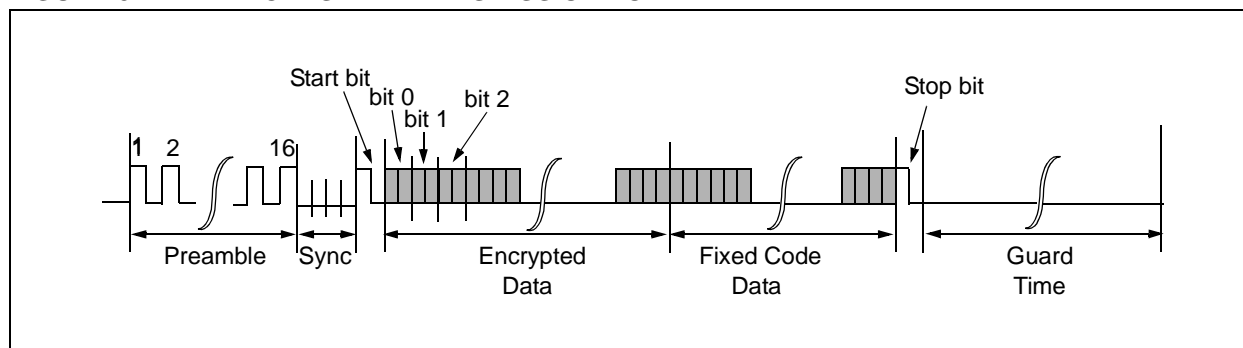 Start bit
bit 0
bit 1
bit 2
Stop bit
1
2
16
Preamble
Sync
Encrypted
Data
Fixed Code
Data
Guard
Time